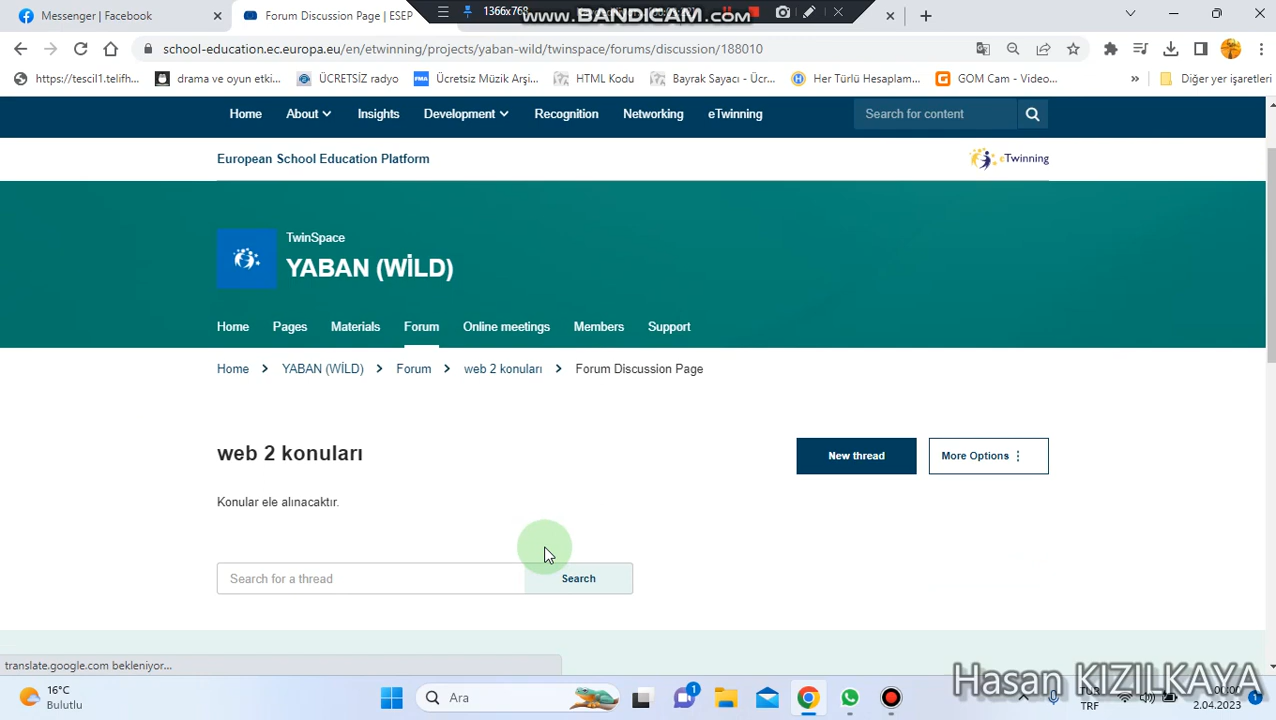 Messenger | Facebook
Forum Discussion Page | ESEP
1366x768
www.BANDICAM.com
school-education.ec.europa.eu/en/etwinning/projects/yaban-wild/twinspace/forums/discussion/188010
https://tescil1.telifh...
drama ve oyun etki...
ÜCRETSİZ radyo
Ücretsiz Müzik Arşi...
HTML Kodu
Bayrak Sayacı - Ücr...
Her Türlü Hesaplam...
GOM Cam - Video...
»
Diğer yer işaretleri
Home
About
Insights
Development
Recognition
Networking
eTwinning
Search for content
European School Education Platform
eTwinning
TwinSpace
YABAN (WİLD)
Home
Pages
Materials
Forum
Online meetings
Members
Support
Home > YABAN (WİLD) > Forum > web 2 konuları > Forum Discussion Page
web 2 konuları
New thread
More Options
Konular ele alınacaktır.
Search for a thread
Search
translate.google.com bekleniyor...
Hasan KIZILKAYA
16°C
Bulutlu
Ara
1
TRF
2.04.2023
1